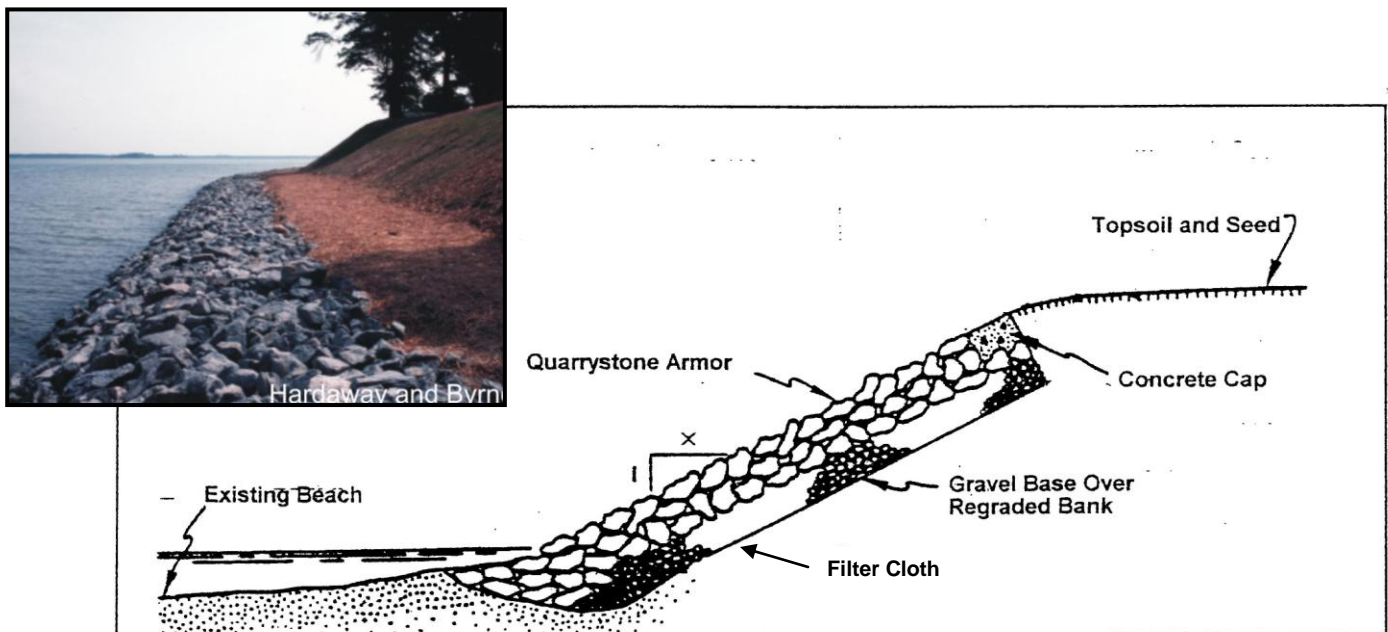 Hardaway and Byrn
Topsoil and Seed
Quarrystone Armor
Concrete Cap
X
1
Existing Beach
Gravel Base Over
Regraded Bank
Filter Cloth